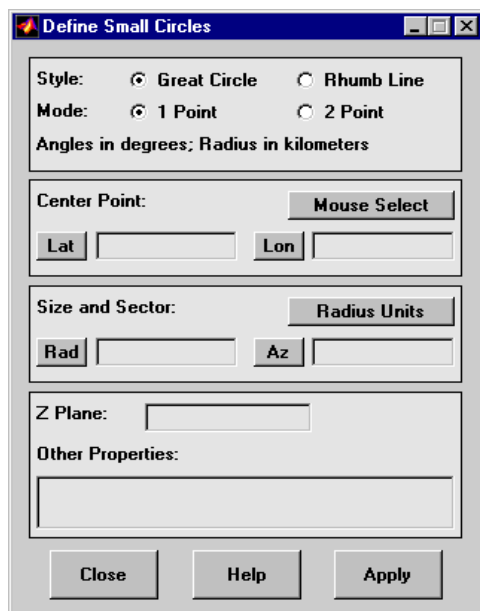 Define Small Circles
Style: Great Circle Rhumb Line
Mode: 1 Point 2 Point
Angles in degrees; Radius in kilometers
Center Point: Mouse Select
Lat Lon
Size and Sector: Radius Units
Rad Az
Z Plane:
Other Properties:
Close Help Apply